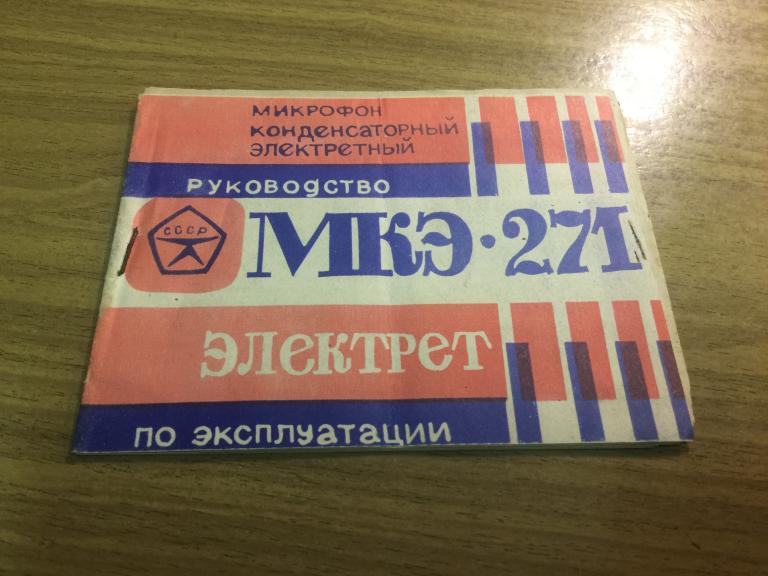 МИКРОФОН
КОНДЕНСАТОРНЫЙ
ЭЛЕКТРЕТНЫЙ
РУКОВОДСТВО
СССР
МКЭ·271
ЭЛЕКТРЕТ
ПО ЭКСПЛУАТАЦИИ